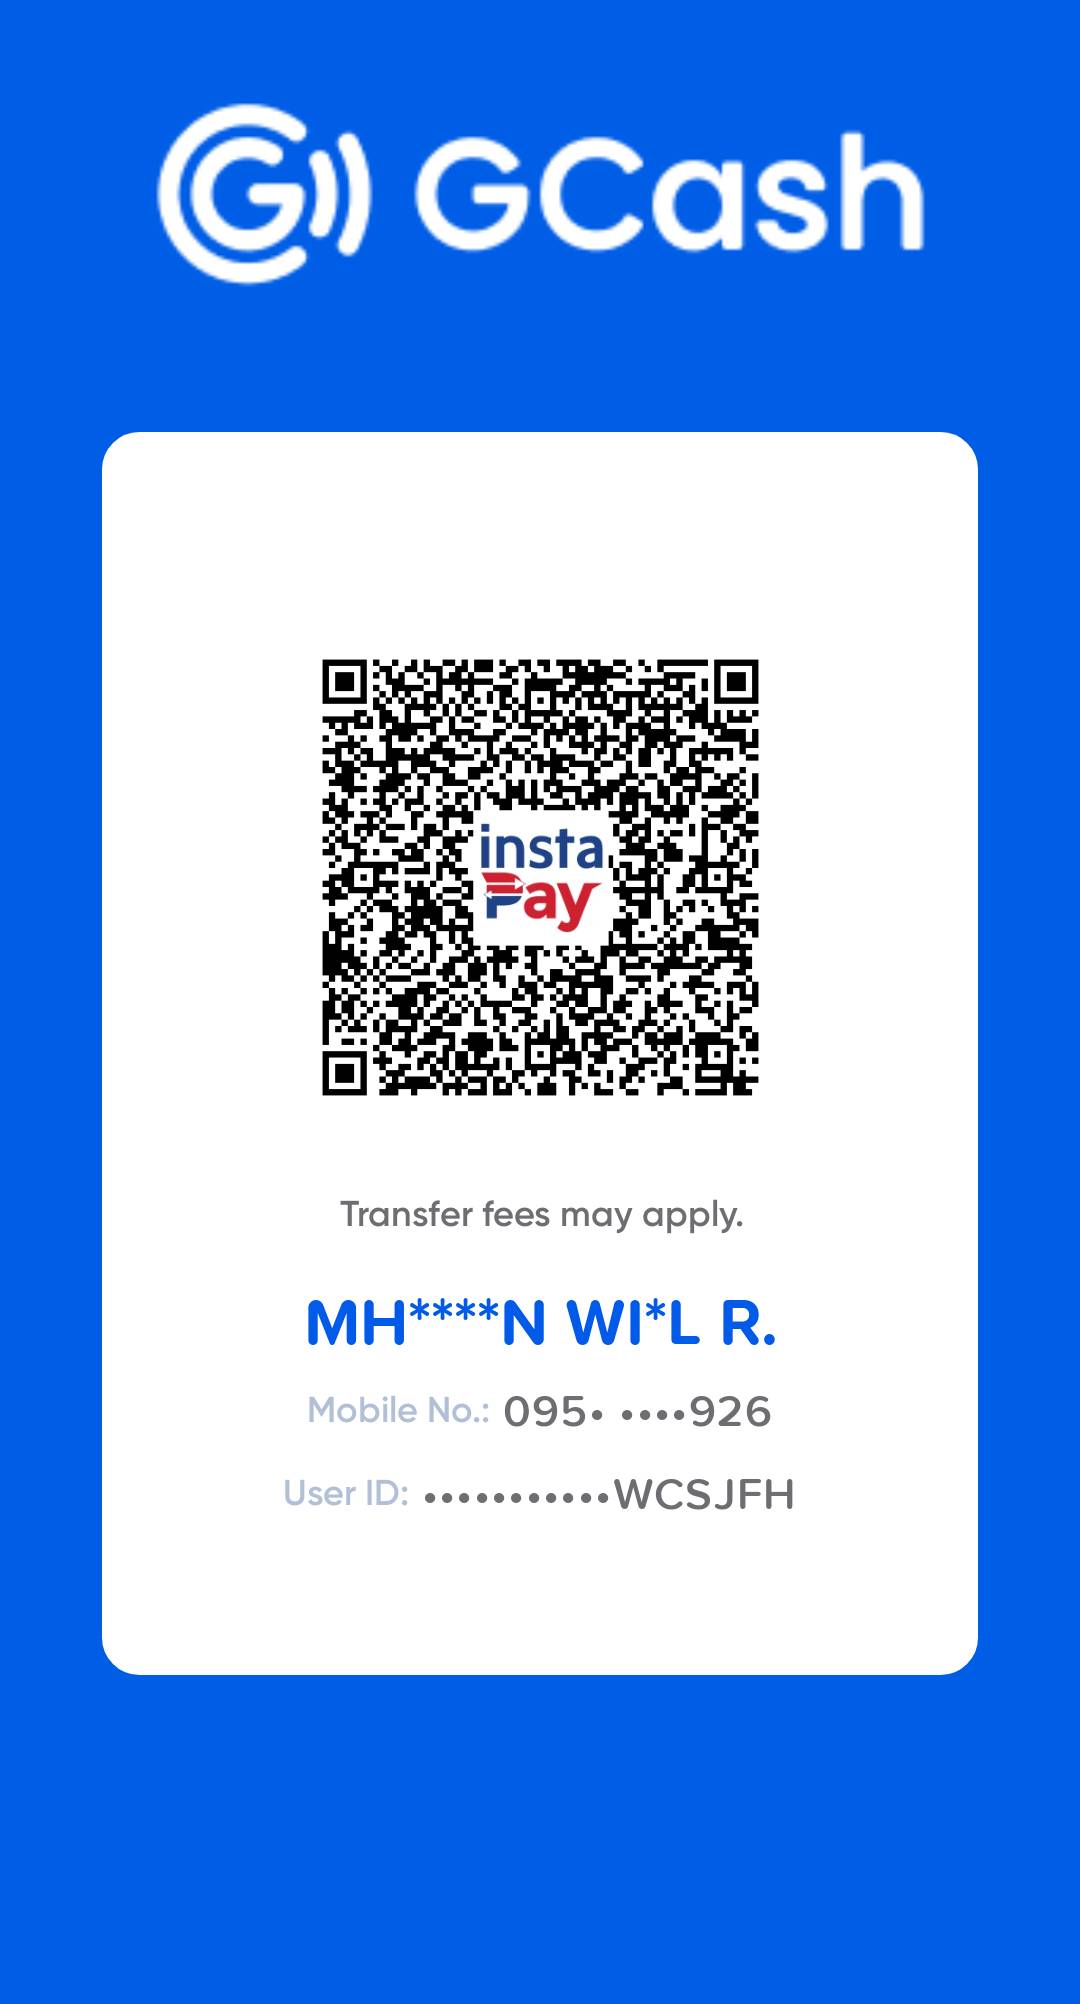 GCash
insta
Pay
Transfer fees may apply.
MH****N WI*L R.
Mobile No.: 095• ••••926
User ID: •••••••••••WCSJFH